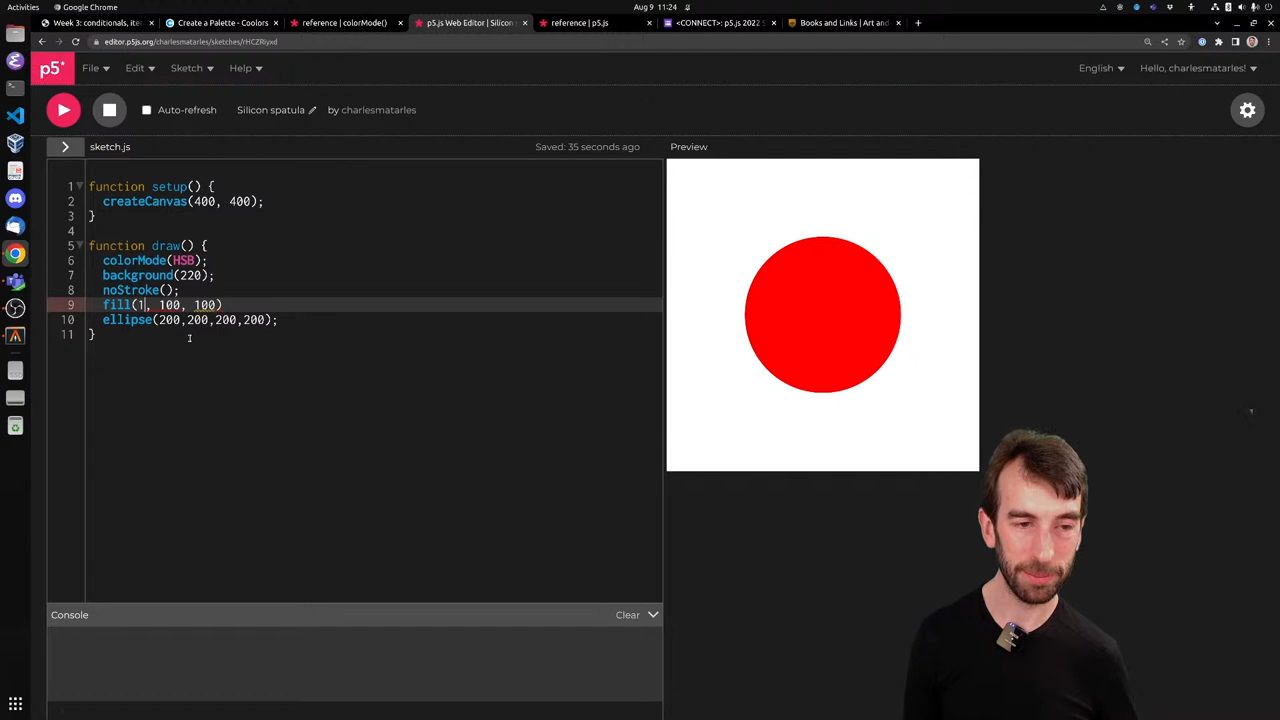 Activities
Google Chrome
Aug 9 11:24
Week 3: conditionals, iter
Create a Palette - Coolors
reference | colorMode()
p5.js Web Editor | Silicon s
reference | p5.js
<CONNECT>: p5.js 2022 S
Books and Links | Art and
editor.p5js.org/charlesmatarles/sketches/rHCZRiyxd
p5*
File
Edit
Sketch
Help
English
Hello, charlesmatarles!
Auto-refresh
Silicon spatula
by charlesmatarles
sketch.js
Saved: 35 seconds ago
Preview
1 function setup() {
2 createCanvas(400, 400);
3 }
4
5 function draw() {
6 colorMode(HSB);
7 background(220);
8 noStroke();
9 fill(1, 100, 100)
10 ellipse(200,200,200,200);
11 }
Console
Clear